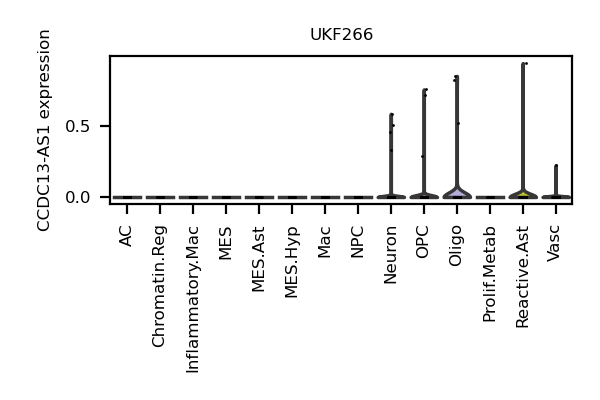 UKF266
CCDC13-AS1 expression
0.5
0.0
AC
Chromatin.Reg
Inflammatory.Mac
MES
MES.Ast
MES.Hyp
Mac
NPC
Neuron
OPC
Oligo
Prolif.Metab
Reactive.Ast
Vasc